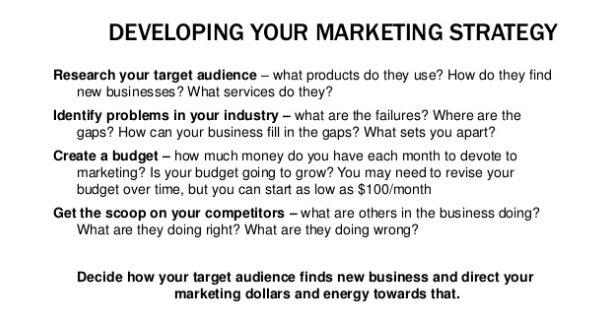 DEVELOPING YOUR MARKETING STRATEGY
Research your target audience – what products do they use? How do they find
new businesses? What services do they?
Identify problems in your industry – what are the failures? Where are the
gaps? How can your business fill in the gaps? What sets you apart?
Create a budget – how much money do you have each month to devote to
marketing? Is your budget going to grow? You may need to revise your
budget over time, but you can start as low as $100/month
Get the scoop on your competitors – what are others in the business doing?
What are they doing right? What are they doing wrong?
Decide how your target audience finds new business and direct your
marketing dollars and energy towards that.